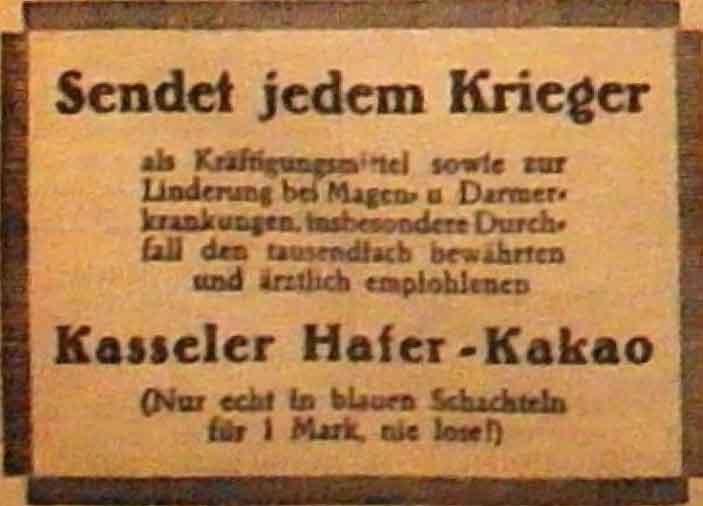 Sendet jedem Krieger
als Kräftigungsmittel sowie zur
Linderung bei Magen- u Darmer-
krankungen, insbesondere Durch-
fall den tausendfach bewährten
und ärztlich empfohlenen
Kasseler Hafer-Kakao
(Nur echt in blauen Schachteln
für 1 Mark, nie lose!)